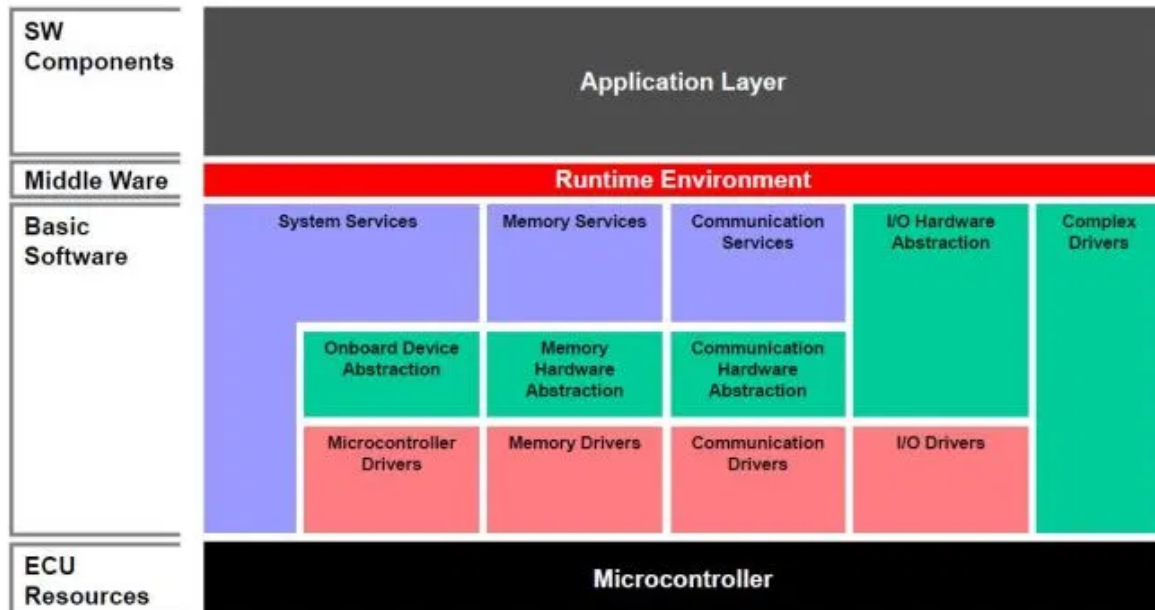 SW
Components
Application Layer
Middle Ware
Runtime Environment
Basic
Software
System Services
Memory Services
Communication
Services
I/O Hardware
Abstraction
Complex
Drivers
Onboard Device
Abstraction
Memory
Hardware
Abstraction
Communication
Hardware
Abstraction
Microcontroller
Drivers
Memory Drivers
Communication
Drivers
I/O Drivers
ECU
Resources
Microcontroller